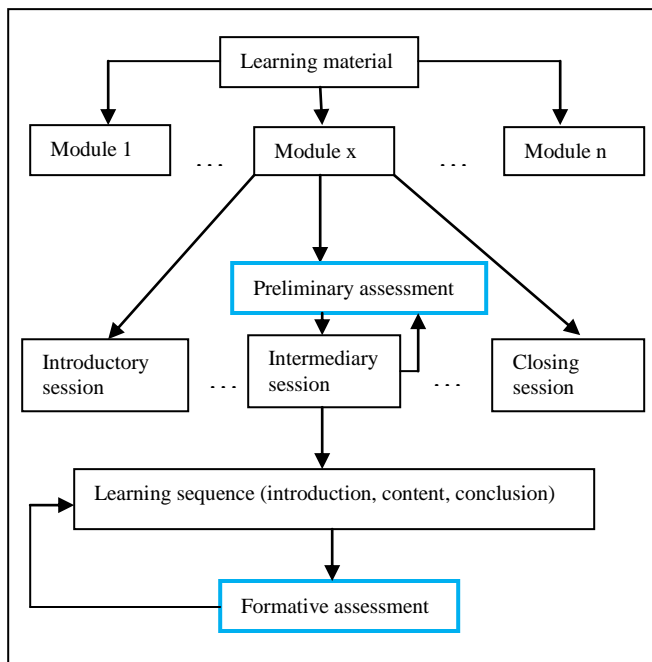 Learning material
Module 1
. . .
Module x
. . .
Module n
Preliminary assessment
Introductory
session
. . .
Intermediary
session
. . .
Closing
session
Learning sequence (introduction, content, conclusion)
Formative assessment